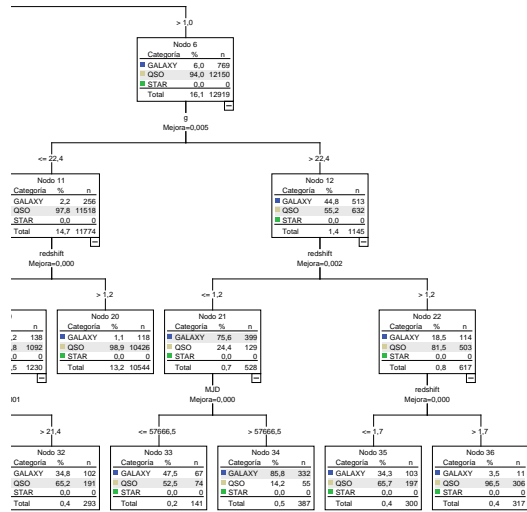 > 1,0
Nodo 6
Categoría % n
GALAXY 6,0 769
QSO 94,0 12150
STAR 0,0 0
Total 16,1 12919
g
Mejora=0,005
<= 22,4
> 22,4
Nodo 11
Categoría % n
GALAXY 2,2 256
QSO 97,8 11518
STAR 0,0 0
Total 14,7 11774
Nodo 12
Categoría % n
GALAXY 44,8 513
QSO 55,2 632
STAR 0,0 0
Total 1,4 1145
redshift
Mejora=0,000
redshift
Mejora=0,002
> 1,2
<= 1,2
> 1,2
n
,2 138
,8 1092
,0 0
,5 1230
Nodo 20
Categoría % n
GALAXY 1,1 118
QSO 98,9 10426
STAR 0,0 0
Total 13,2 10544
Nodo 21
Categoría % n
GALAXY 75,6 399
QSO 24,4 129
STAR 0,0 0
Total 0,7 528
Nodo 22
Categoría % n
GALAXY 18,5 114
QSO 81,5 503
STAR 0,0 0
Total 0,8 617
001
MJD
Mejora=0,000
redshift
Mejora=0,000
> 21,4
<= 57666,5
> 57666,5
<= 1,7
> 1,7
Nodo 32
Categoría % n
GALAXY 34,8 102
QSO 65,2 191
STAR 0,0 0
Total 0,4 293
Nodo 33
Categoría % n
GALAXY 47,5 67
QSO 52,5 74
STAR 0,0 0
Total 0,2 141
Nodo 34
Categoría % n
GALAXY 85,8 332
QSO 14,2 55
STAR 0,0 0
Total 0,5 387
Nodo 35
Categoría % n
GALAXY 34,3 103
QSO 65,7 197
STAR 0,0 0
Total 0,4 300
Nodo 36
Categoría % n
GALAXY 3,5 11
QSO 96,5 306
STAR 0,0 0
Total 0,4 317